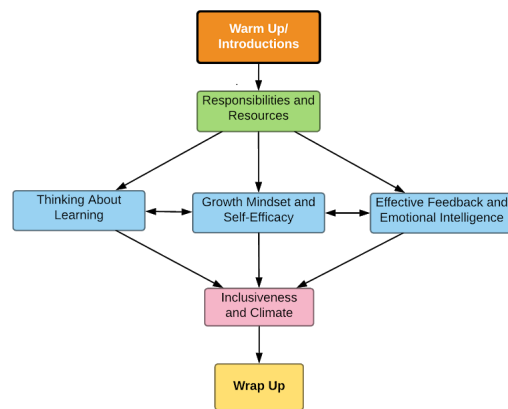 Warm Up/
Introductions
Responsibilities and
Resources
Thinking About
Learning
Growth Mindset and
Self-Efficacy
Effective Feedback and
Emotional Intelligence
Inclusiveness
and Climate
Wrap Up